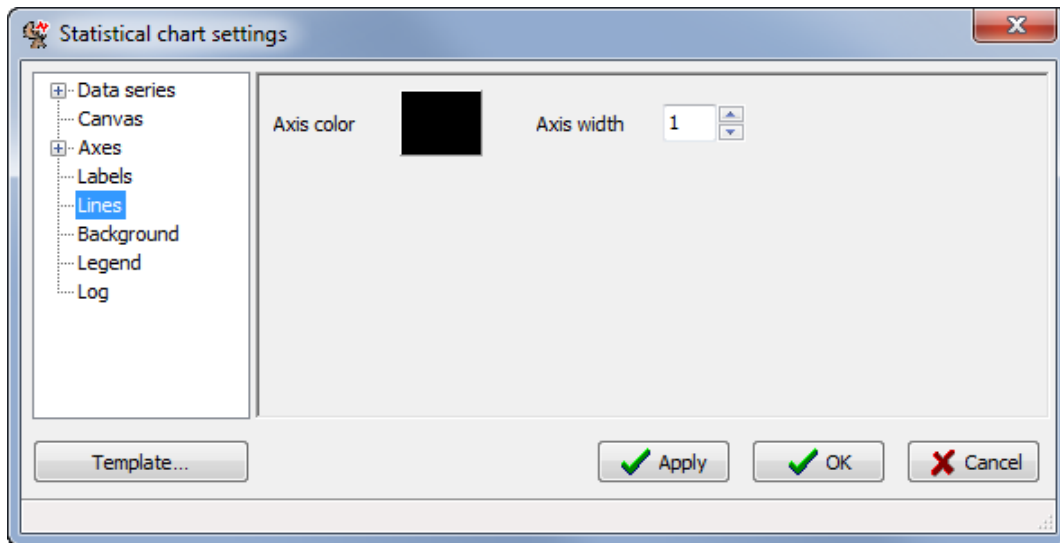 Statistical chart settings
Data series
Canvas
Axes
Labels
Lines
Background
Legend
Log
Axis color
Axis width 1
Template...
Apply
OK
Cancel